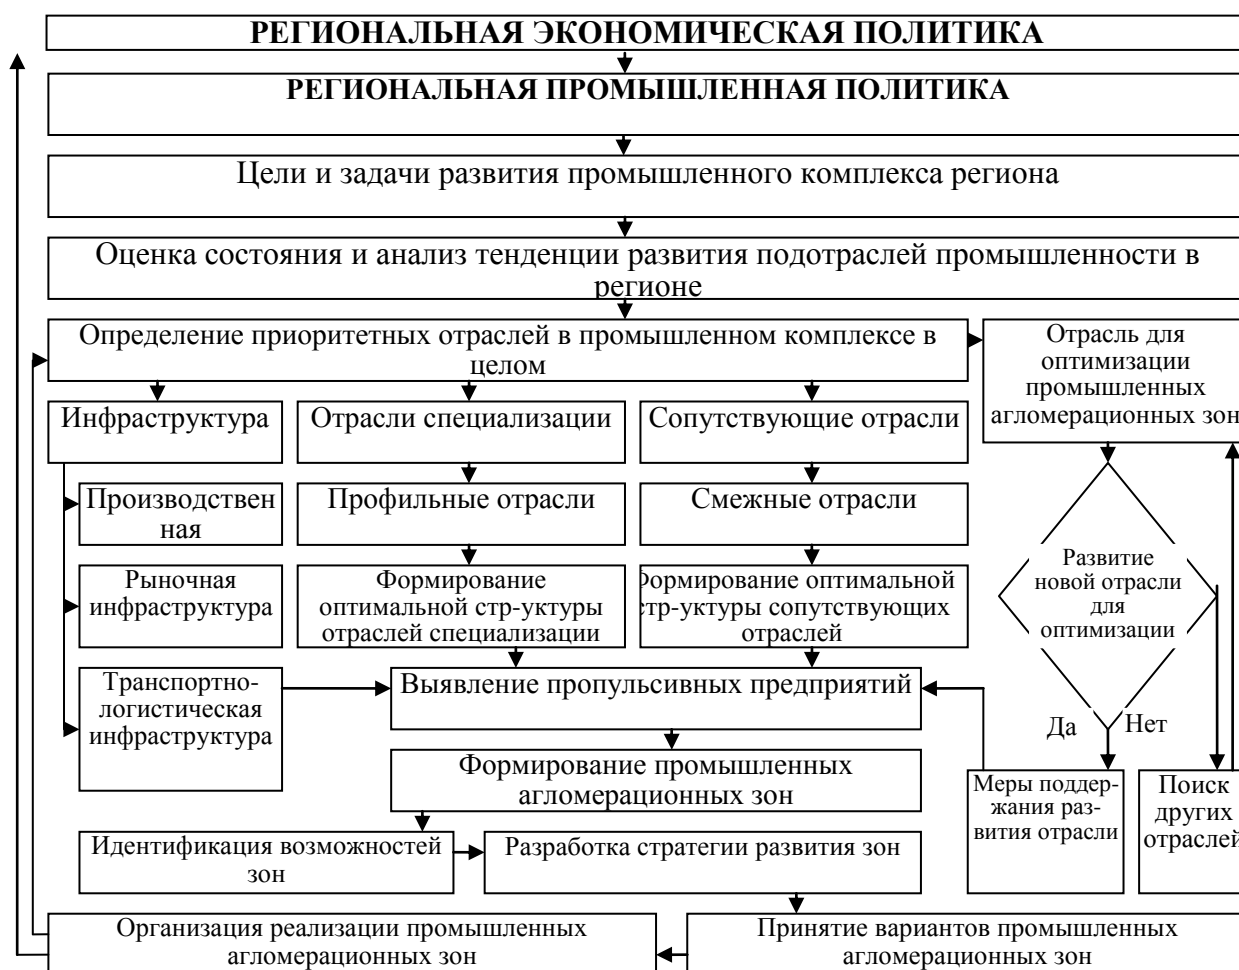 РЕГИОНАЛЬНАЯ ЭКОНОМИЧЕСКАЯ ПОЛИТИКА
РЕГИОНАЛЬНАЯ ПРОМЫШЛЕННАЯ ПОЛИТИКА
Цели и задачи развития промышленного комплекса региона
Оценка состояния и анализ тенденции развития подотраслей промышленности в
регионе
Определение приоритетных отраслей в промышленном комплексе в
целом
Отрасль для
оптимизации
промышленных
агломерационных зон
Инфраструктура
Отрасли специализации
Сопутствующие отрасли
Производствен
ная
Профильные отрасли
Смежные отрасли
Рыночная
инфраструктура
Формирование
оптимальной стр-уктуры
отраслей специализации
Формирование оптимальной
стр-уктуры сопутствующих
отраслей
Развитие
новой отрасли
для
оптимизации
Транспортно-
логистическая
инфраструктура
Выявление пропульсивных предприятий
Да
Нет
Формирование промышленных
агломерационных зон
Меры поддер-
жания раз-
вития отрасли
Поиск
других
отраслей
Идентификация возможностей
зон
Разработка стратегии развития зон
Организация реализации промышленных
агломерационных зон
Принятие вариантов промышленных
агломерационных зон